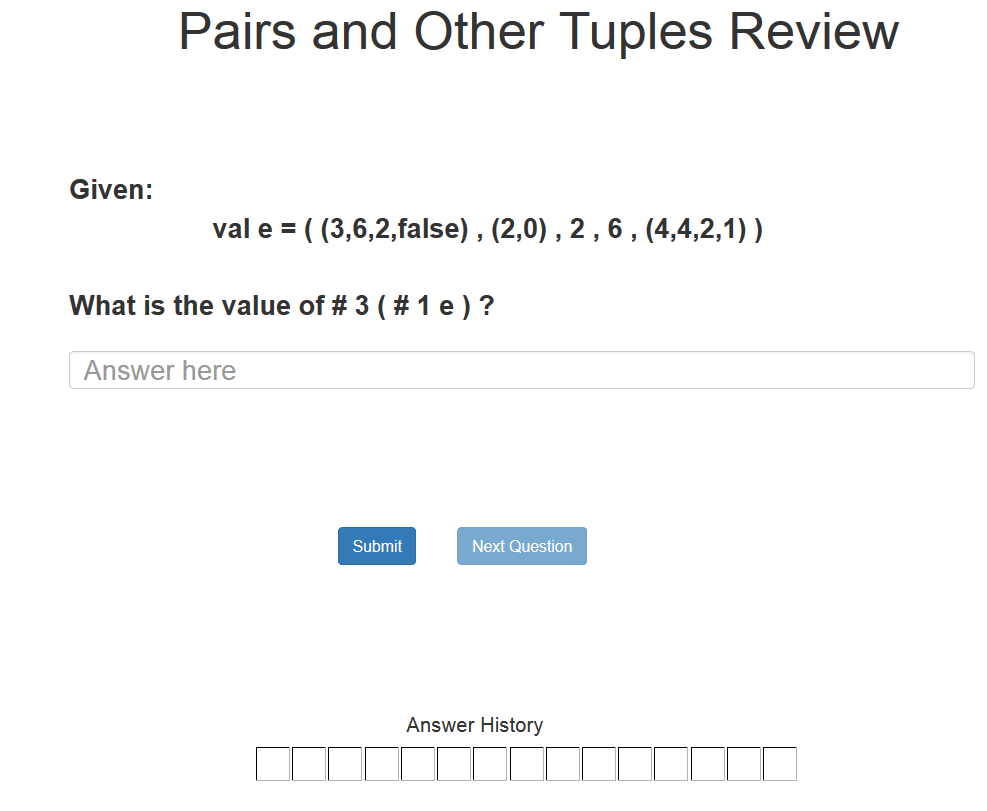 Pairs and Other Tuples Review
Given:
val e = ( (3,6,2,false) , (2,0) , 2 , 6 , (4,4,2,1) )
What is the value of # 3 ( # 1 e ) ?
Answer here
Submit Next Question
Answer History